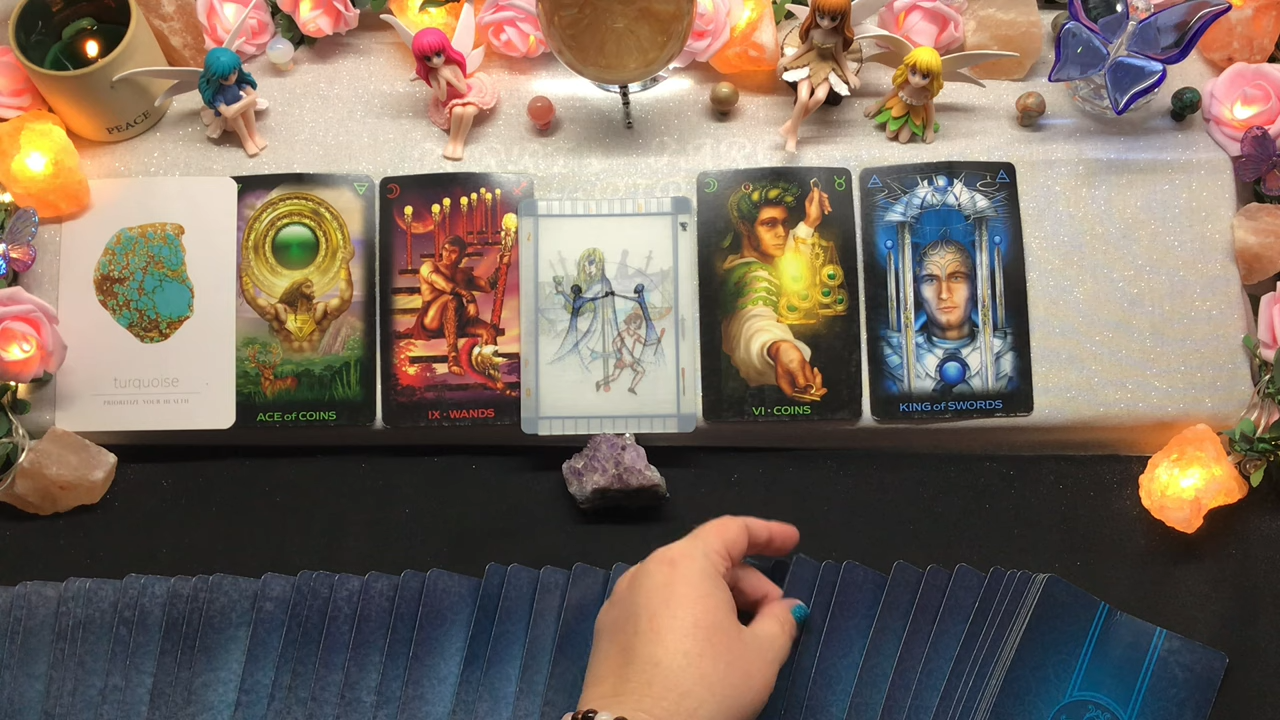 PEACE
turquoise
PRIORITIZE YOUR HEALTH
ACE of COINS
IX • WANDS
VI • COINS
KING of SWORDS